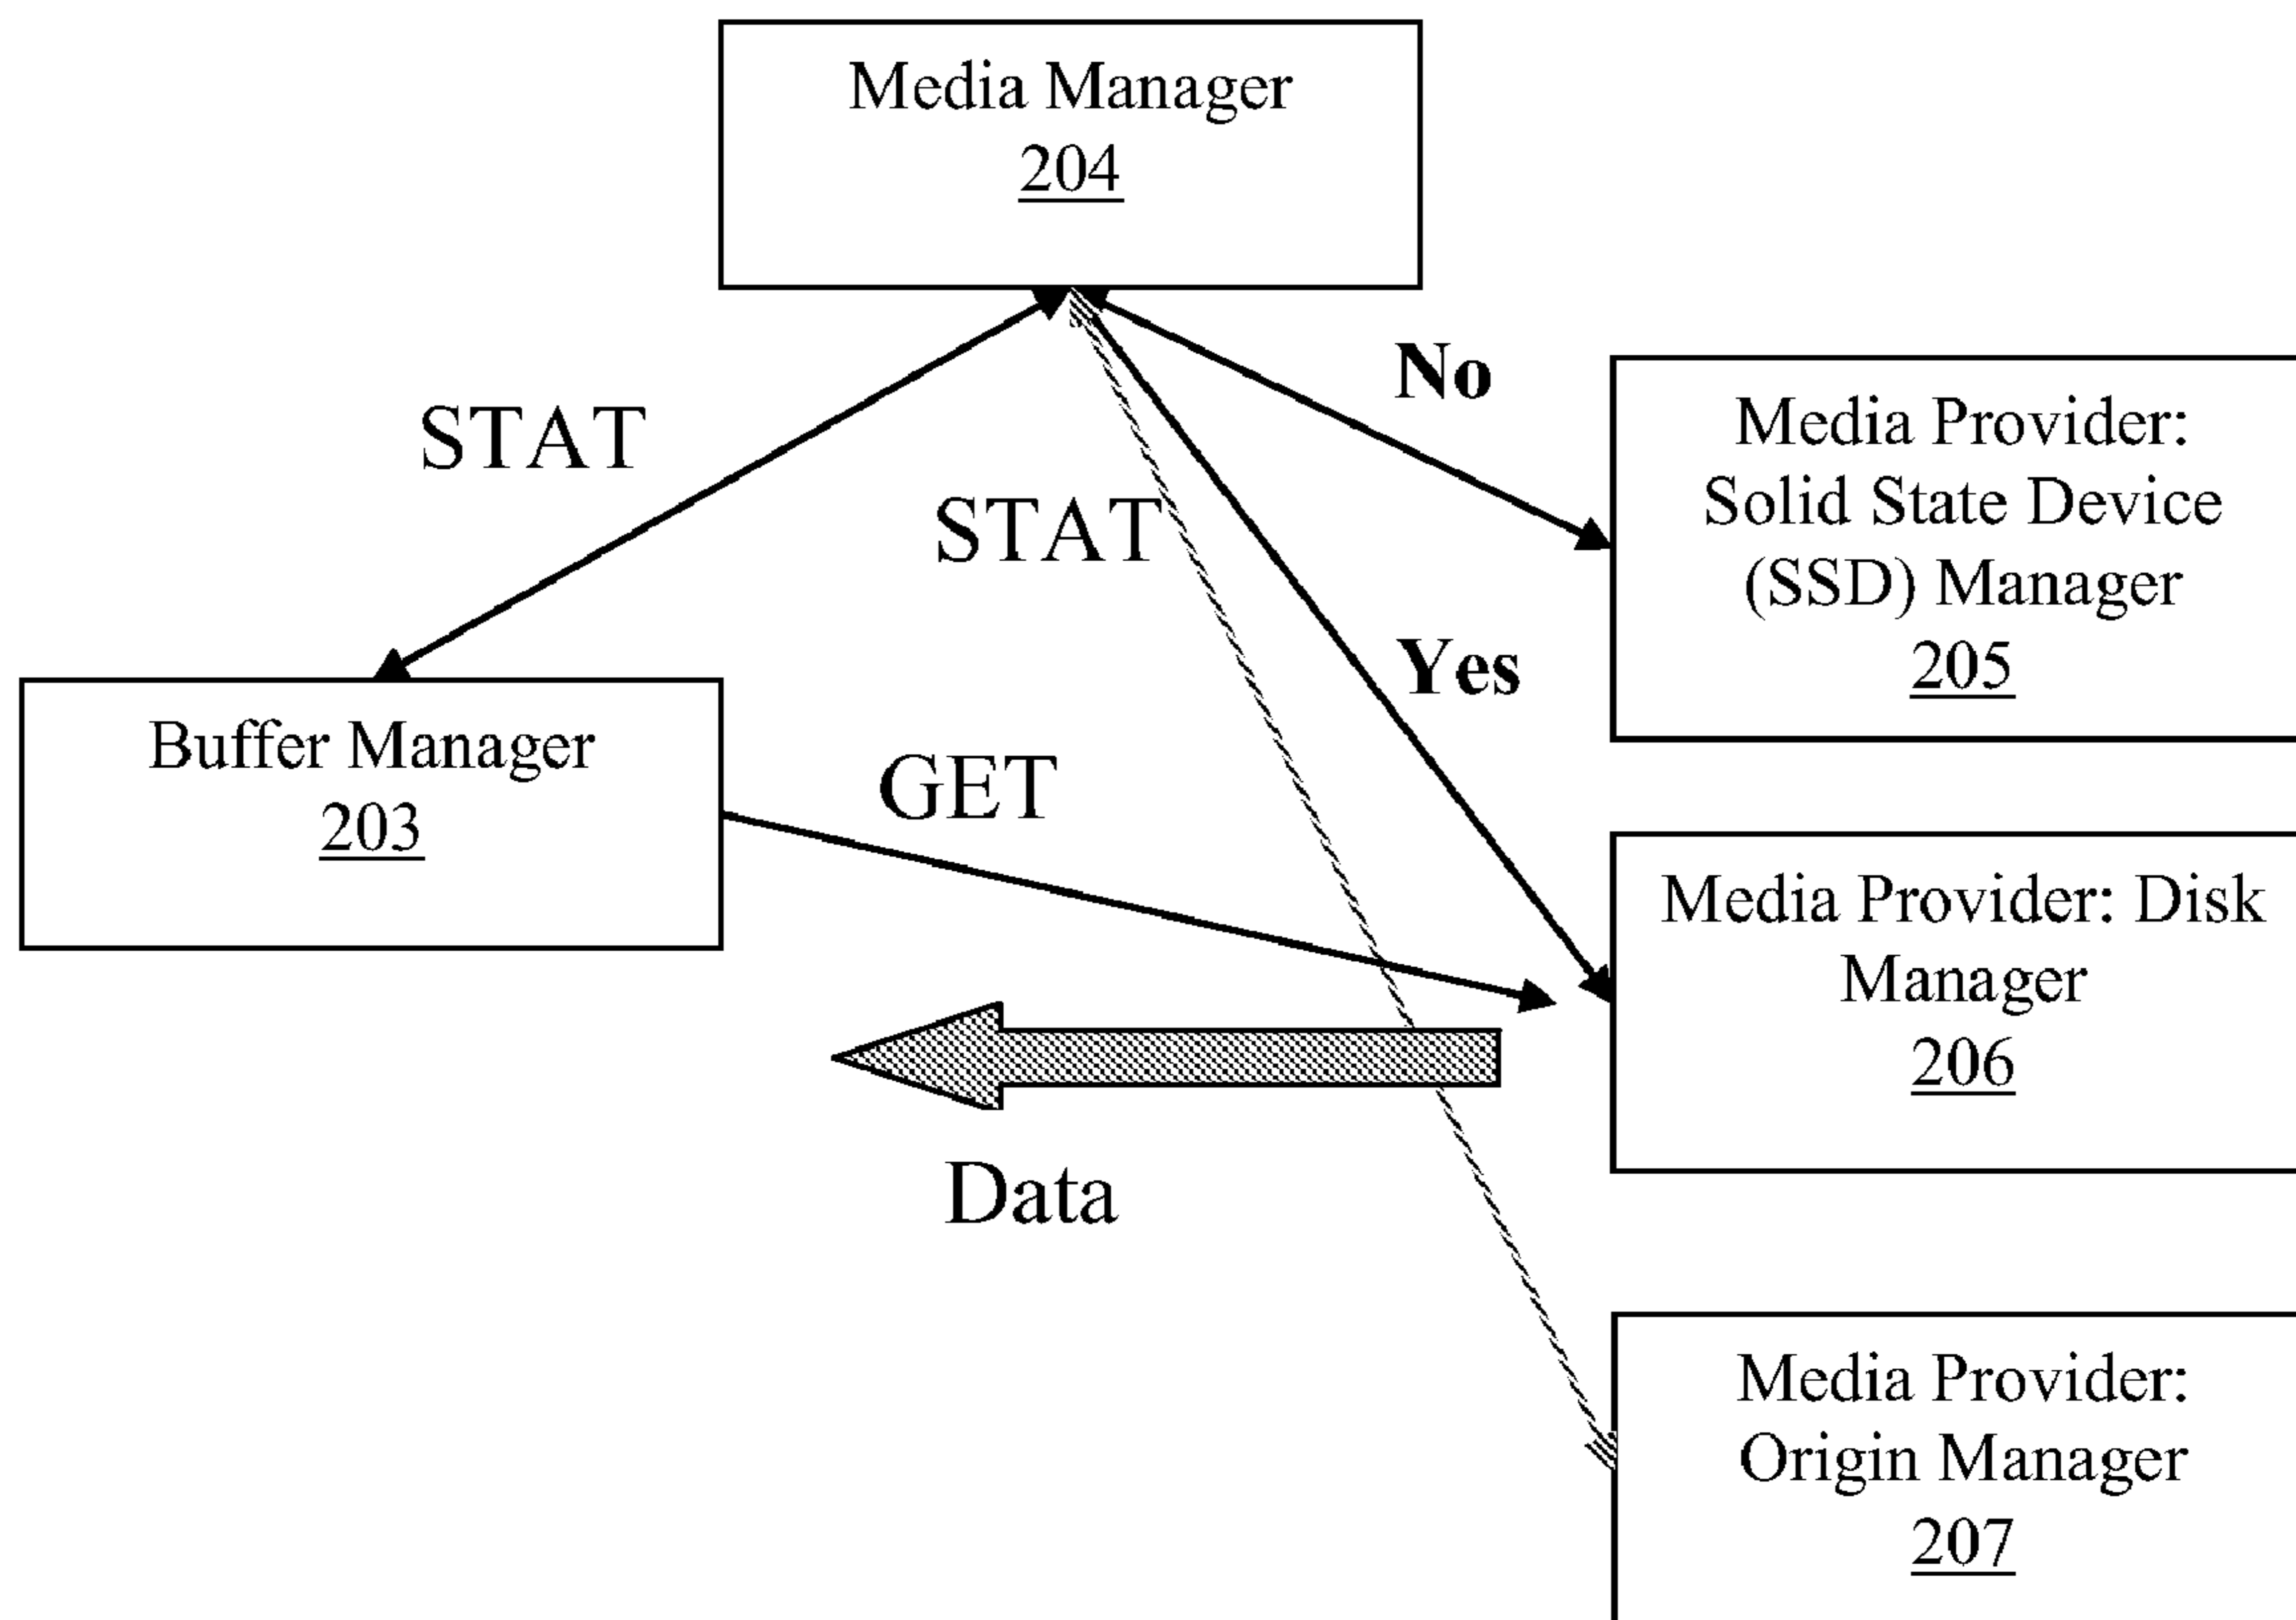 Media Manager
204
No
STAT
Media Provider:
Solid State Device
(SSD) Manager
205
STAT
Yes
Buffer Manager
203
GET
Media Provider: Disk
Manager
206
Data
Media Provider:
Origin Manager
207